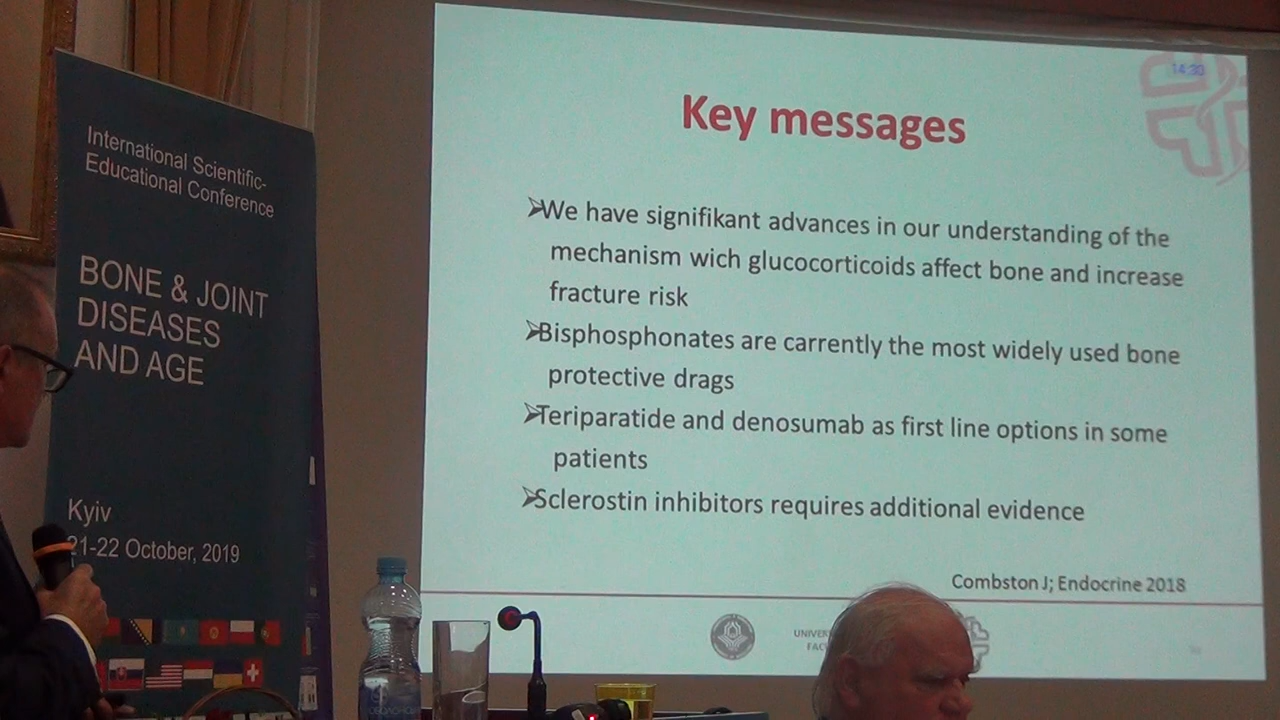 International Scientific-
Educational Conference
BONE & JOINT
DISEASES
AND AGE
Kyiv
21-22 October, 2019
14:30
Key messages
We have signifikant advances in our understanding of the
mechanism wich glucocorticoids affect bone and increase
fracture risk
Bisphosphonates are carrently the most widely used bone
protective drags
Teriparatide and denosumab as first line options in some
patients
Sclerostin inhibitors requires additional evidence
Combston J; Endocrine 2018